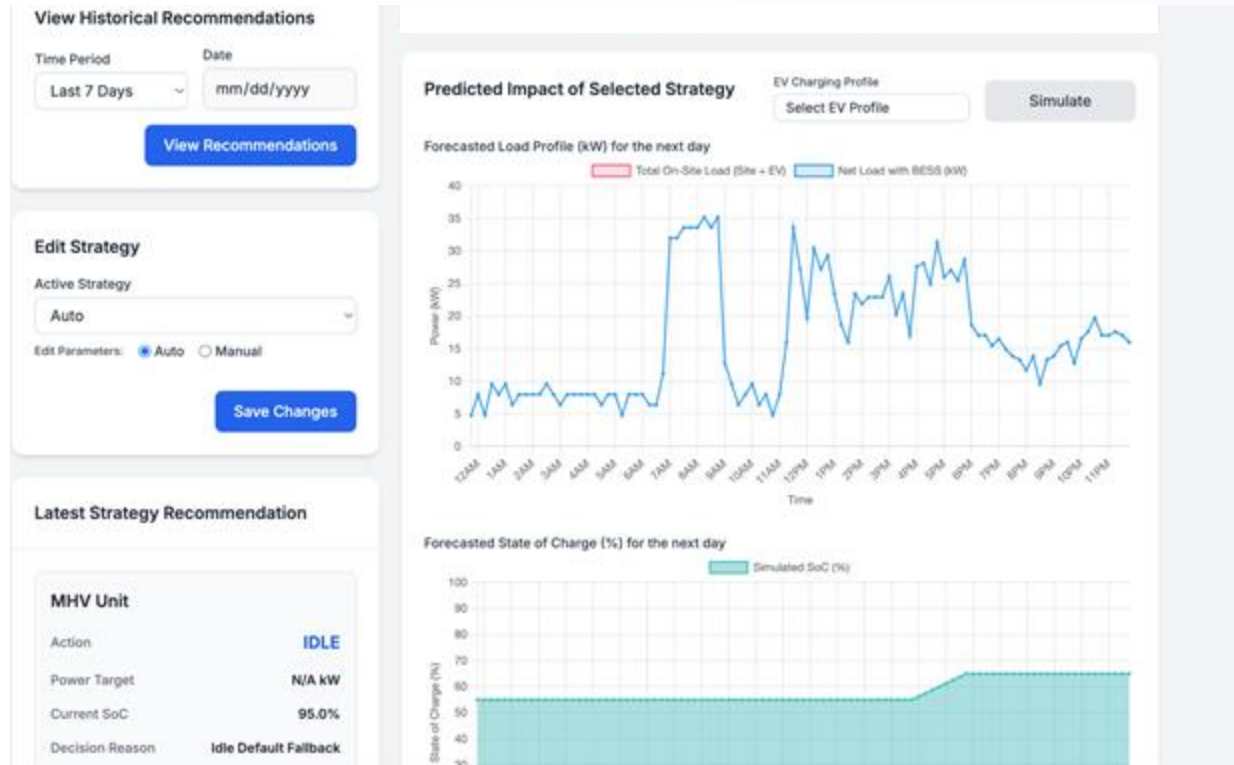 View Historical Recommendations
Time Period
Date
Last 7 Days
mm/dd/yyyy
View Recommendations
Edit Strategy
Active Strategy
Auto
Edit Parameters: Auto Manual
Save Changes
Latest Strategy Recommendation
MHV Unit
Action IDLE
Power Target N/A kW
Current SoC 95.0%
Decision Reason Idle Default Fallback
Predicted Impact of Selected Strategy
EV Charging Profile
Select EV Profile
Simulate
Forecasted Load Profile (kW) for the next day
Total On-Site Load (Site + EV) Net Load with BESS (kW)
40
35
30
25
20
15
10
5
0
Power (kW)
12AM 1AM 2AM 3AM 4AM 5AM 6AM 7AM 8AM 9AM 10AM 11AM 12PM 1PM 2PM 3PM 4PM 5PM 6PM 7PM 8PM 9PM 10PM 11PM
Time
Forecasted State of Charge (%) for the next day
Simulated SoC (%)
100
90
80
70
60
50
40
30
State of Charge (%)